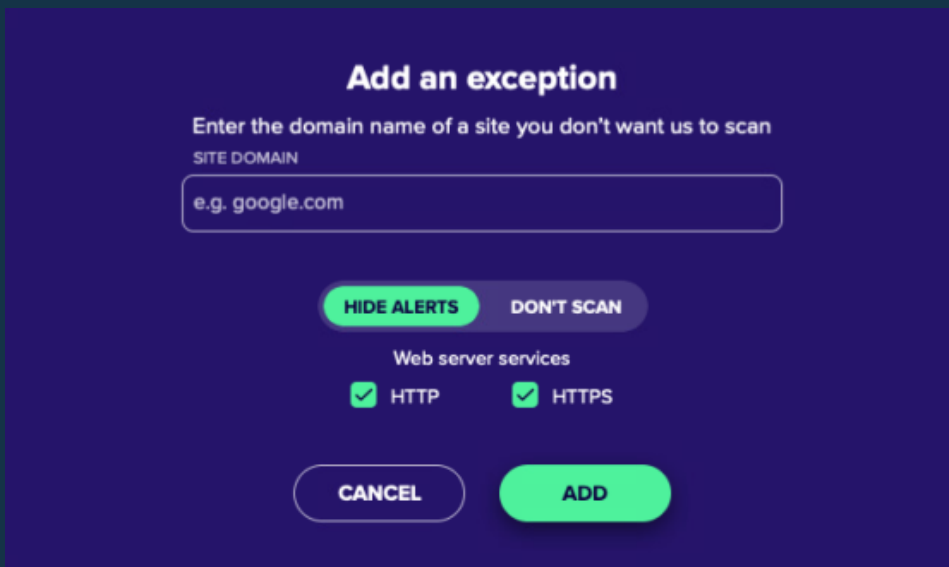 Add an exception
Enter the domain name of a site you don't want us to scan
SITE DOMAIN
e.g. google.com
HIDE ALERTS DON'T SCAN
Web server services
HTTP HTTPS
CANCEL ADD